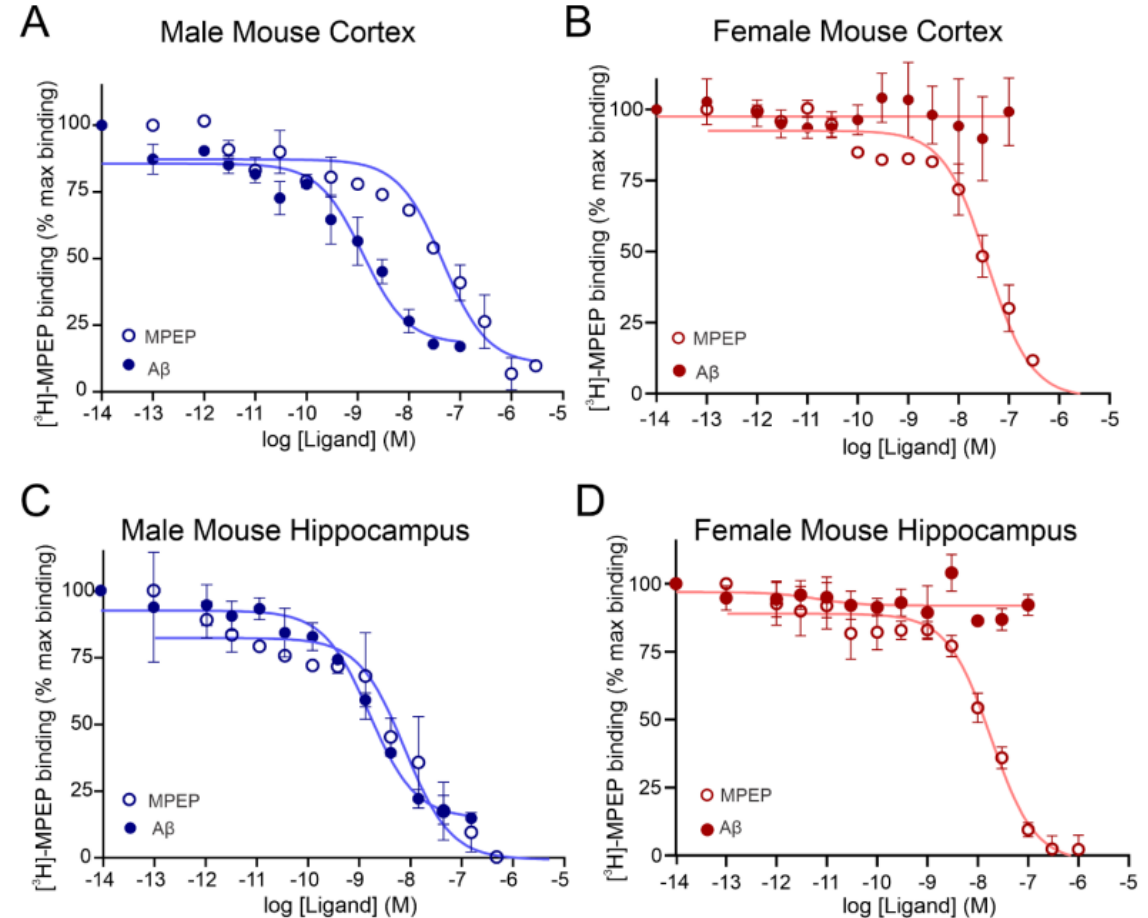 A
Male Mouse Cortex
[³H]-MPEP binding (% max binding)
100
75
50
25
0
MPEP
Aβ
-14 -13 -12 -11 -10 -9 -8 -7 -6 -5
log [Ligand] (M)
B
Female Mouse Cortex
[³H]-MPEP binding (% max binding)
100
75
50
25
0
MPEP
Aβ
-14 -13 -12 -11 -10 -9 -8 -7 -6 -5
log [Ligand] (M)
C
Male Mouse Hippocampus
[³H]-MPEP binding (% max binding)
100
75
50
25
0
MPEP
Aβ
-14 -13 -12 -11 -10 -9 -8 -7 -6 -5
log [Ligand] (M)
D
Female Mouse Hippocampus
[³H]-MPEP binding (% max binding)
100
75
50
25
0
MPEP
Aβ
-14 -13 -12 -11 -10 -9 -8 -7 -6 -5
log [Ligand] (M)